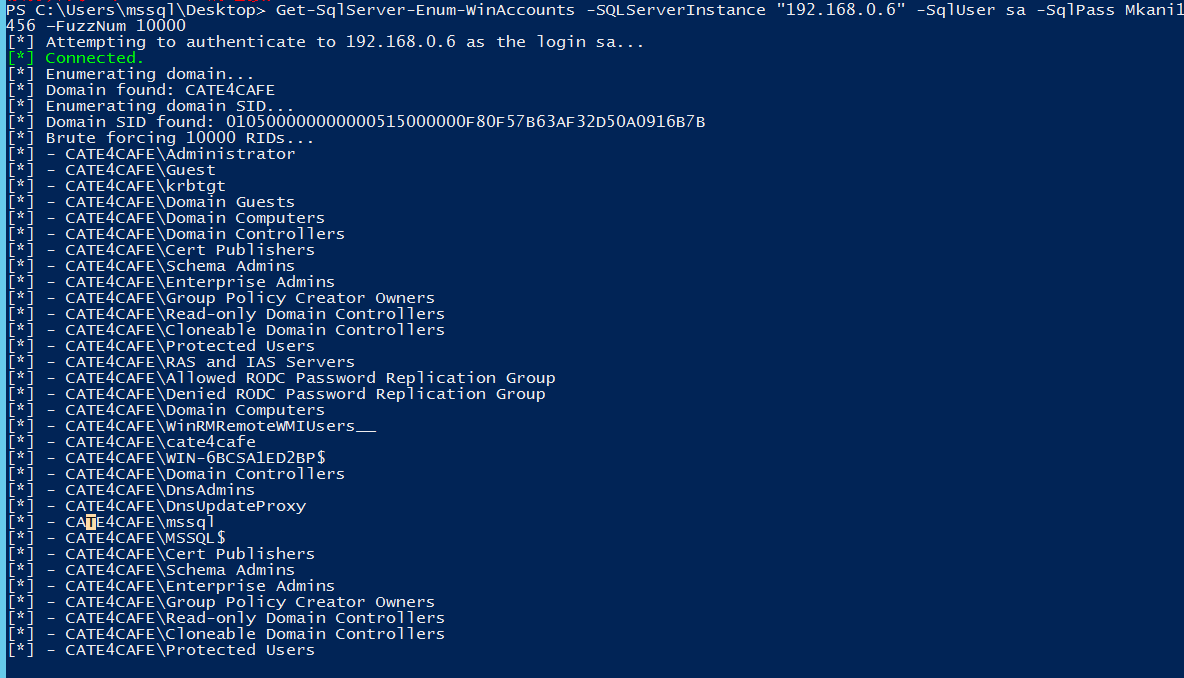 PS C:\Users\mssql\Desktop> Get-SqlServer-Enum-WinAccounts -SQLServerInstance "192.168.0.6" -SqlUser sa -SqlPass Mkani1
456 -FuzzNum 10000
[*] Attempting to authenticate to 192.168.0.6 as the login sa...
[*] Connected.
[*] Enumerating domain...
[*] Domain found: CATE4CAFE
[*] Enumerating domain SID...
[*] Domain SID found: 010500000000000515000000F80F57B63AF32D50A0916B7B
[*] Brute forcing 10000 RIDs...
[*] - CATE4CAFE\Administrator
[*] - CATE4CAFE\Guest
[*] - CATE4CAFE\krbtgt
[*] - CATE4CAFE\Domain Guests
[*] - CATE4CAFE\Domain Computers
[*] - CATE4CAFE\Domain Controllers
[*] - CATE4CAFE\Cert Publishers
[*] - CATE4CAFE\Schema Admins
[*] - CATE4CAFE\Enterprise Admins
[*] - CATE4CAFE\Group Policy Creator Owners
[*] - CATE4CAFE\Read-only Domain Controllers
[*] - CATE4CAFE\Cloneable Domain Controllers
[*] - CATE4CAFE\Protected Users
[*] - CATE4CAFE\RAS and IAS Servers
[*] - CATE4CAFE\Allowed RODC Password Replication Group
[*] - CATE4CAFE\Denied RODC Password Replication Group
[*] - CATE4CAFE\Domain Computers
[*] - CATE4CAFE\WinRMRemoteWMIUsers__
[*] - CATE4CAFE\cate4cafe
[*] - CATE4CAFE\WIN-6BCSA1ED2BP$
[*] - CATE4CAFE\Domain Controllers
[*] - CATE4CAFE\DnsAdmins
[*] - CATE4CAFE\DnsUpdateProxy
[*] - CATE4CAFE\mssql
[*] - CATE4CAFE\MSSQL$
[*] - CATE4CAFE\Cert Publishers
[*] - CATE4CAFE\Schema Admins
[*] - CATE4CAFE\Enterprise Admins
[*] - CATE4CAFE\Group Policy Creator Owners
[*] - CATE4CAFE\Read-only Domain Controllers
[*] - CATE4CAFE\Cloneable Domain Controllers
[*] - CATE4CAFE\Protected Users